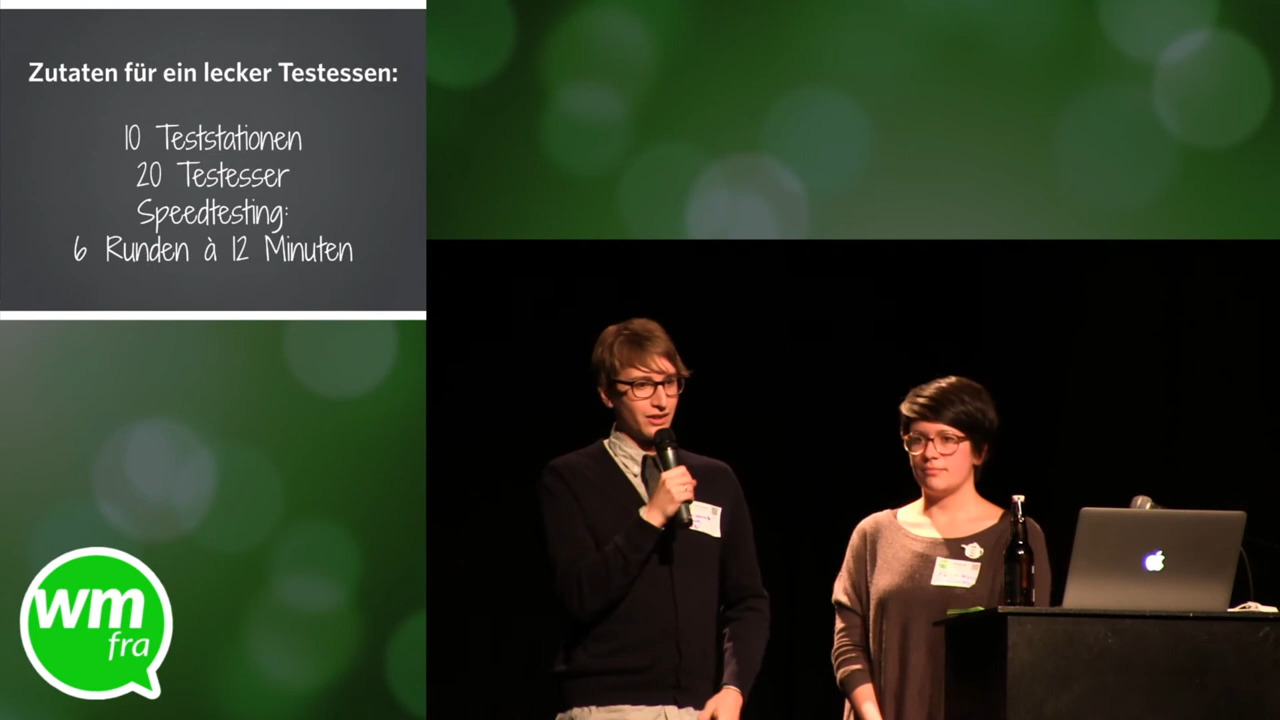 Zutaten für ein lecker Testessen:
10 Teststationen
20 Testesser
Speedtesting:
6 Runden à 12 Minuten
wm
fra